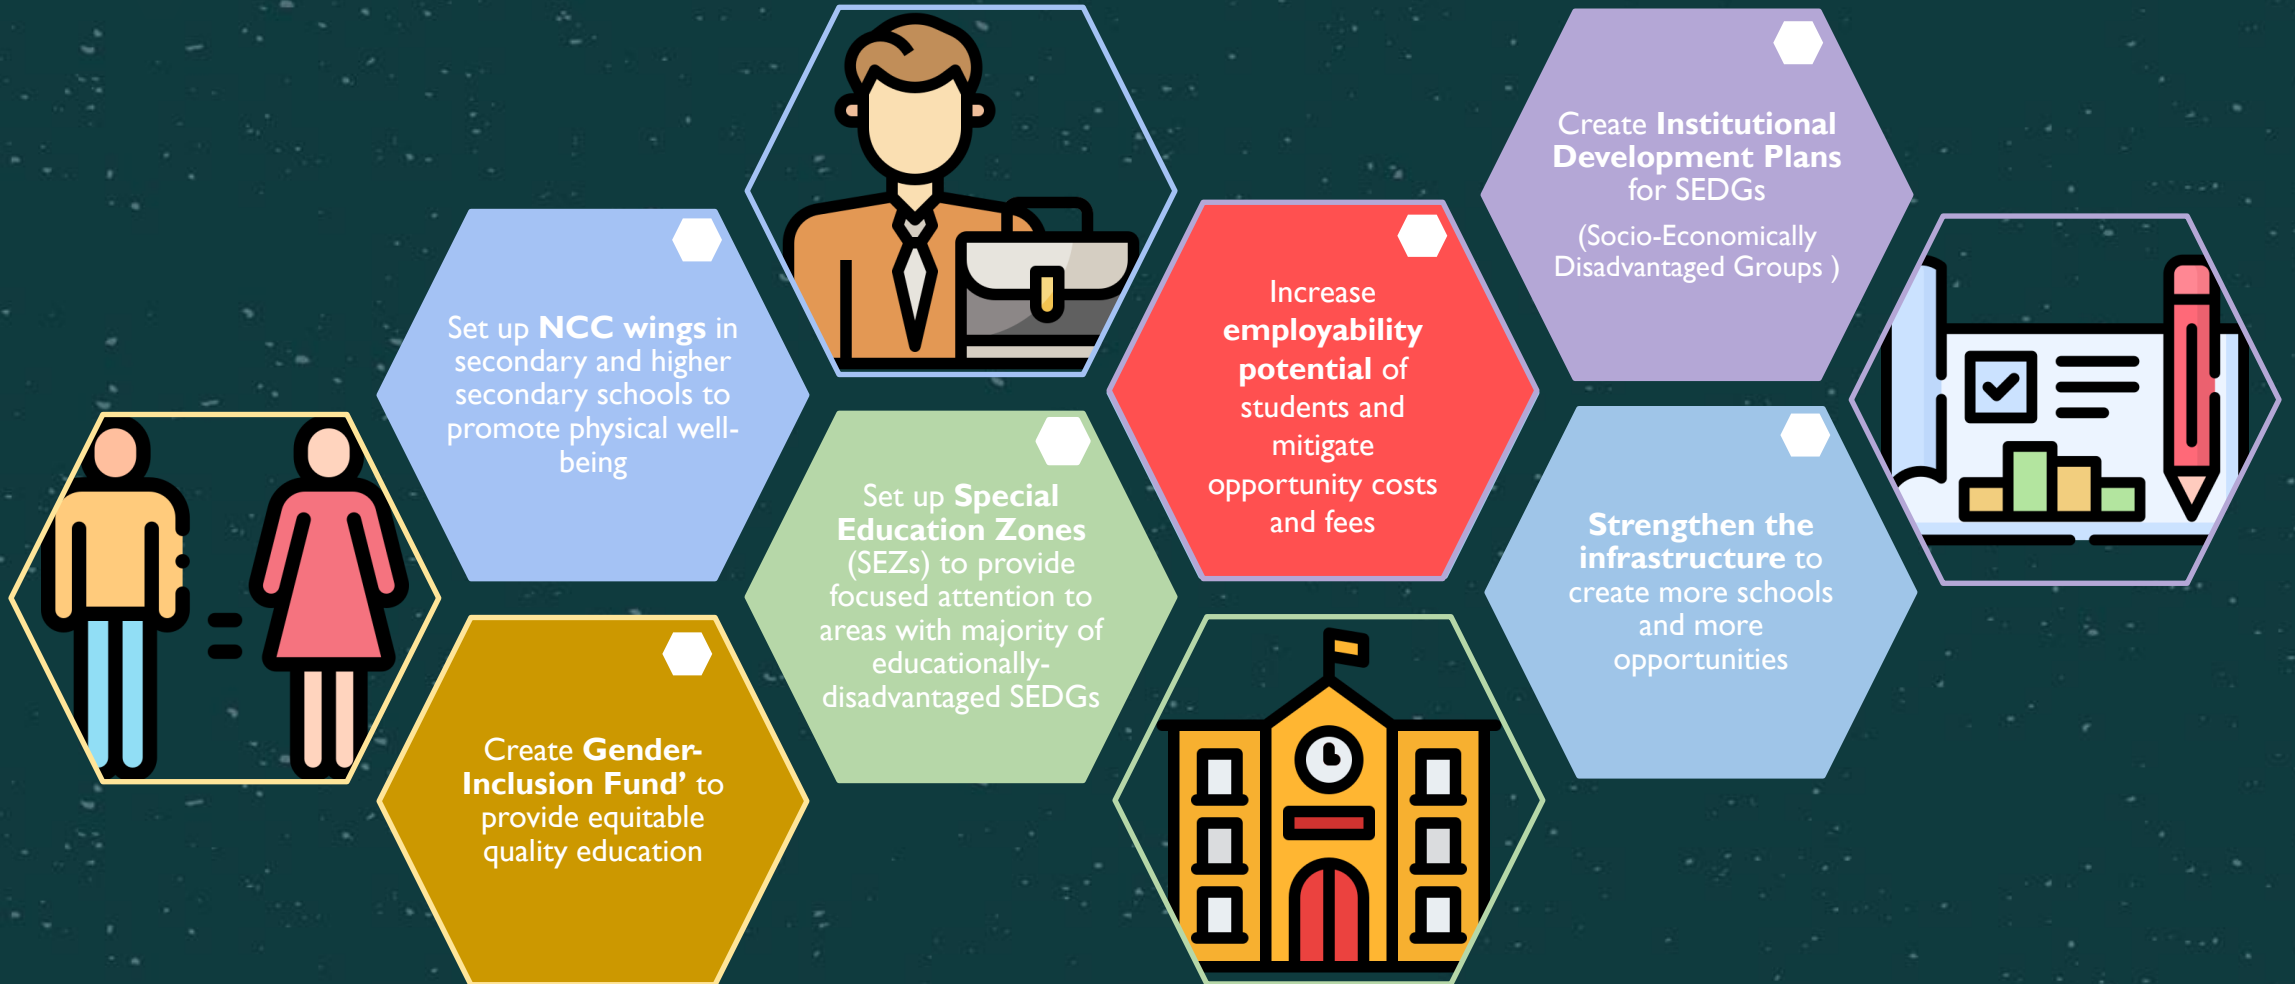 Set up NCC wings in
secondary and higher
secondary schools to
promote physical well-
being
Create Gender-
Inclusion Fund’ to
provide equitable
quality education
Set up Special
Education Zones
(SEZs) to provide
focused attention to
areas with majority of
educationally-
disadvantaged SEDGs
Increase
employability
potential of
students and
mitigate
opportunity costs
and fees
Create Institutional
Development Plans
for SEDGs
(Socio-Economically
Disadvantaged Groups )
Strengthen the
infrastructure to
create more schools
and more
opportunities